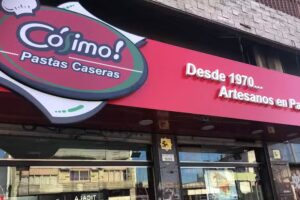 Cósimo!
Pastas Caseras
Desde 1970...
Artesanos en Pa